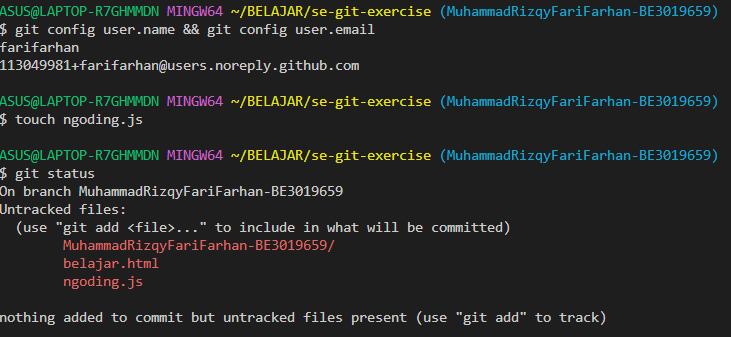 ASUS@LAPTOP-R7GHMMDN MINGW64 ~/BELAJAR/se-git-exercise (MuhammadRizqyFariFarhan-BE3019659)
$ git config user.name && git config user.email
farifarhan
113049981+farifarhan@users.noreply.github.com
ASUS@LAPTOP-R7GHMMDN MINGW64 ~/BELAJAR/se-git-exercise (MuhammadRizqyFariFarhan-BE3019659)
$ touch ngoding.js
ASUS@LAPTOP-R7GHMMDN MINGW64 ~/BELAJAR/se-git-exercise (MuhammadRizqyFariFarhan-BE3019659)
$ git status
On branch MuhammadRizqyFariFarhan-BE3019659
Untracked files:
  (use "git add <file>..." to include in what will be committed)
        MuhammadRizqyFariFarhan-BE3019659/
        belajar.html
        ngoding.js
nothing added to commit but untracked files present (use "git add" to track)